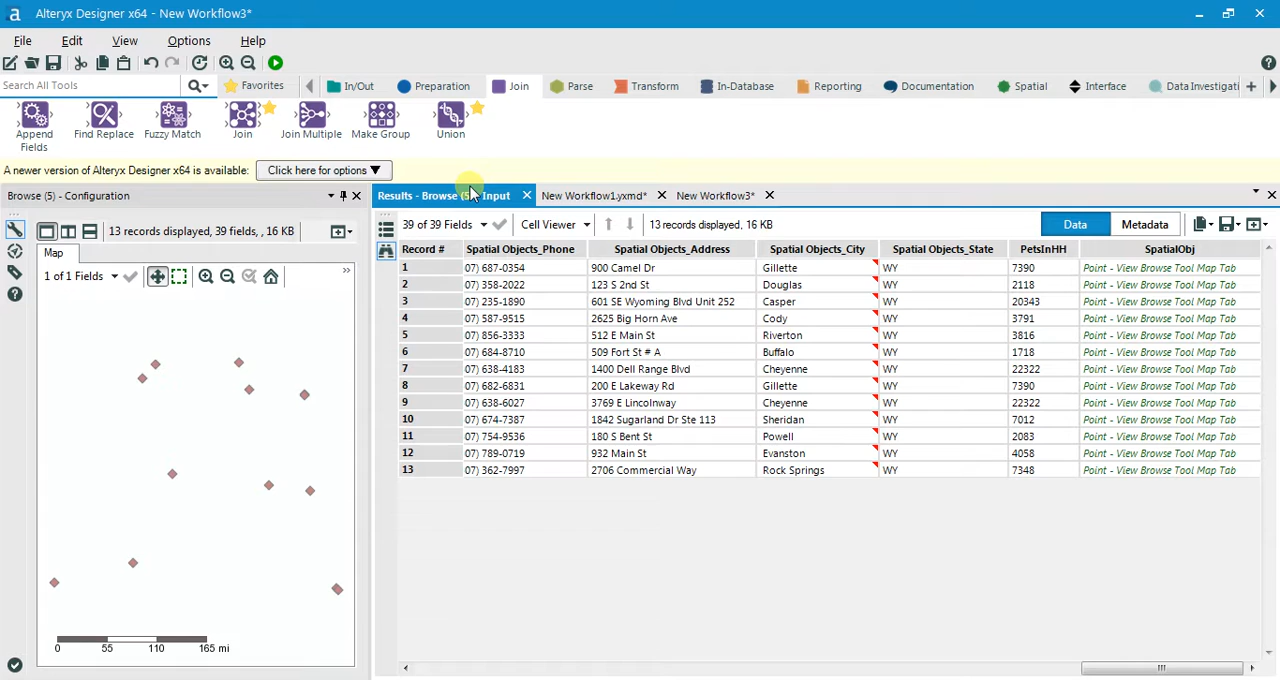 a Alteryx Designer x64 - New Workflow3*
File Edit View Options Help
Search All Tools Favorites In/Out Preparation Join Parse Transform In-Database Reporting Documentation Spatial Interface Data Investigati
Append Fields Find Replace Fuzzy Match Join Join Multiple Make Group Union
A newer version of Alteryx Designer x64 is available: Click here for options ▼
Browse (5) - Configuration
Results - Browse (5) - Input New Workflow1.yxmd* New Workflow3*
13 records displayed, 39 fields, , 16 KB
Map
1 of 1 Fields
0 55 110 165 mi
39 of 39 Fields Cell Viewer 13 records displayed, 16 KB Data Metadata
Record # Spatial Objects_Phone Spatial Objects_Address Spatial Objects_City Spatial Objects_State PetsInHH SpatialObj
1 07) 687-0354 900 Camel Dr Gillette WY 7390 Point - View Browse Tool Map Tab
2 07) 358-2022 123 S 2nd St Douglas WY 2118 Point - View Browse Tool Map Tab
3 07) 235-1890 601 SE Wyoming Blvd Unit 252 Casper WY 20343 Point - View Browse Tool Map Tab
4 07) 587-9515 2625 Big Horn Ave Cody WY 3791 Point - View Browse Tool Map Tab
5 07) 856-3333 512 E Main St Riverton WY 3816 Point - View Browse Tool Map Tab
6 07) 684-8710 509 Fort St # A Buffalo WY 1718 Point - View Browse Tool Map Tab
7 07) 638-4183 1400 Dell Range Blvd Cheyenne WY 22322 Point - View Browse Tool Map Tab
8 07) 682-6831 200 E Lakeway Rd Gillette WY 7390 Point - View Browse Tool Map Tab
9 07) 638-6027 3769 E Lincolnway Cheyenne WY 22322 Point - View Browse Tool Map Tab
10 07) 674-7387 1842 Sugarland Dr Ste 113 Sheridan WY 7012 Point - View Browse Tool Map Tab
11 07) 754-9536 180 S Bent St Powell WY 2083 Point - View Browse Tool Map Tab
12 07) 789-0719 932 Main St Evanston WY 4058 Point - View Browse Tool Map Tab
13 07) 362-7997 2706 Commercial Way Rock Springs WY 7348 Point - View Browse Tool Map Tab